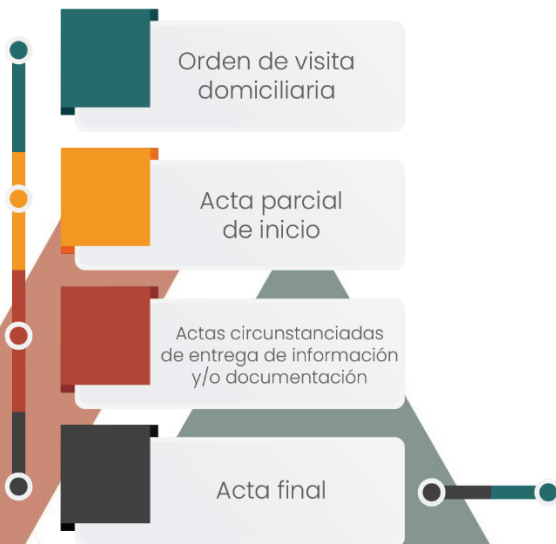 Orden de visita
domiciliaria
Acta parcial
de inicio
Actas circunstanciadas
de entrega de información
y/o documentación
Acta final